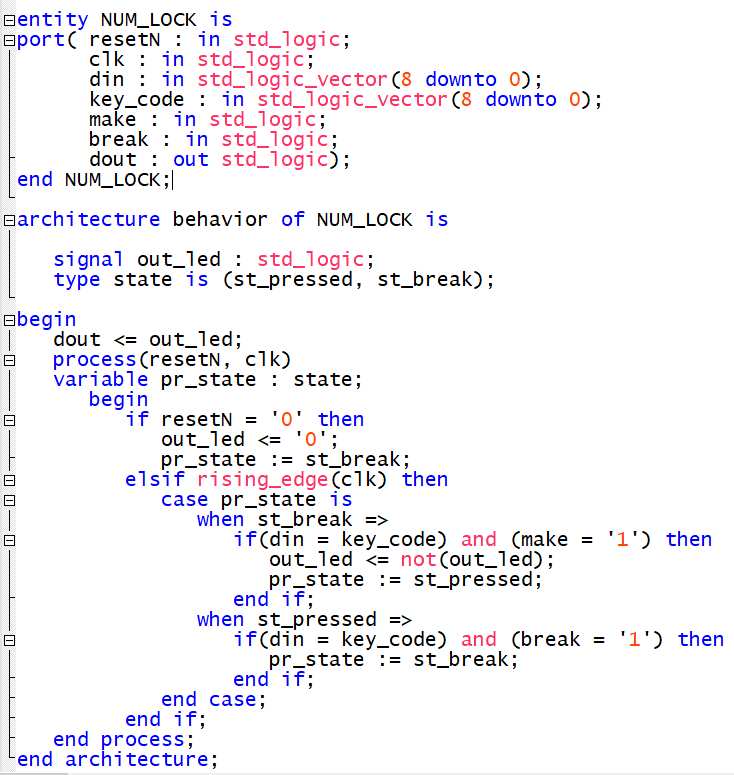 entity NUM_LOCK is
port( resetN : in std_logic;
clk : in std_logic;
din : in std_logic_vector(8 downto 0);
key_code : in std_logic_vector(8 downto 0);
make : in std_logic;
break : in std_logic;
dout : out std_logic);
end NUM_LOCK;
architecture behavior of NUM_LOCK is
signal out_led : std_logic;
type state is (st_pressed, st_break);
begin
dout <= out_led;
process(resetN, clk)
variable pr_state : state;
begin
if resetN = '0' then
out_led <= '0';
pr_state := st_break;
elsif rising_edge(clk) then
case pr_state is
when st_break =>
if(din = key_code) and (make = '1') then
out_led <= not(out_led);
pr_state := st_pressed;
end if;
when st_pressed =>
if(din = key_code) and (break = '1') then
pr_state := st_break;
end if;
end case;
end if;
end process;
end architecture;